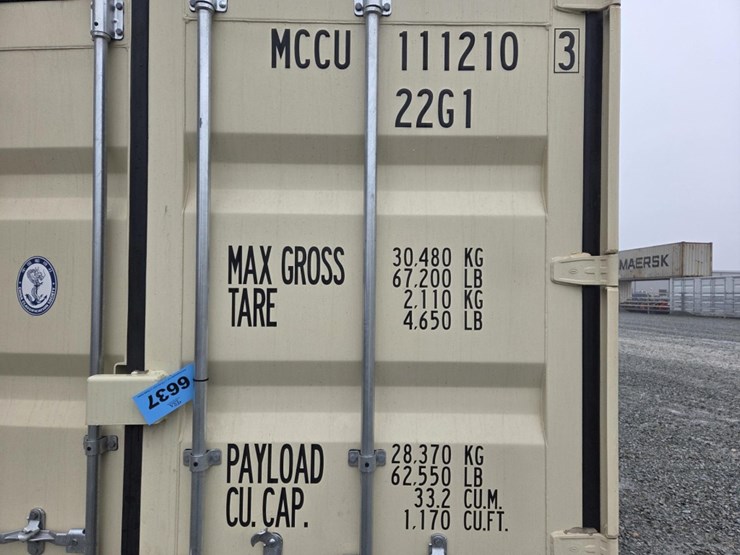 MCCU 111210 3
22G1
MAX GROSS 30.480 KG
67.200 LB
TARE 2.110 KG
4.650 LB
MAERSK
6637
PAYLOAD 28.370 KG
62.550 LB
CU. CAP. 33.2 CU.M.
1.170 CU.FT.